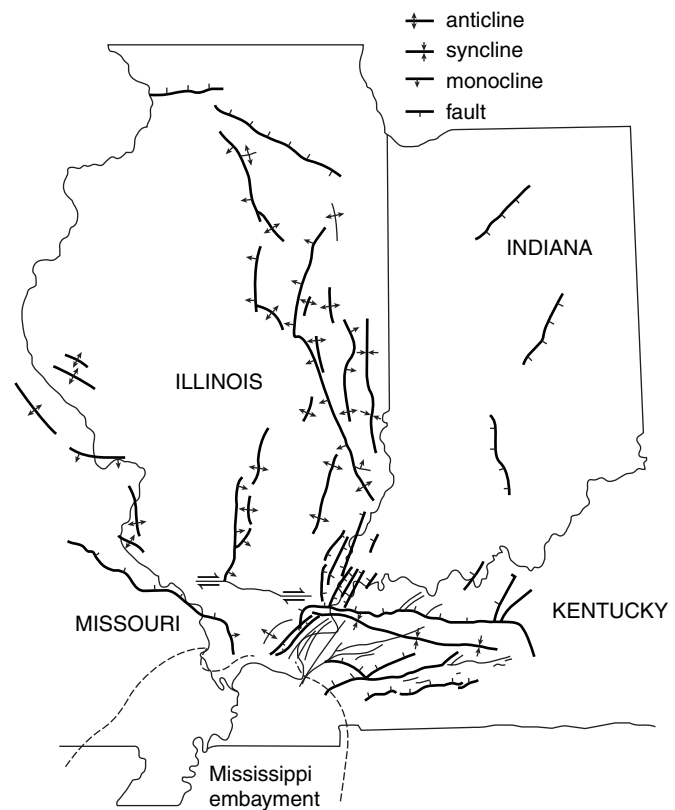 anticline
syncline
monocline
fault
INDIANA
ILLINOIS
MISSOURI
KENTUCKY
Mississippi
embayment